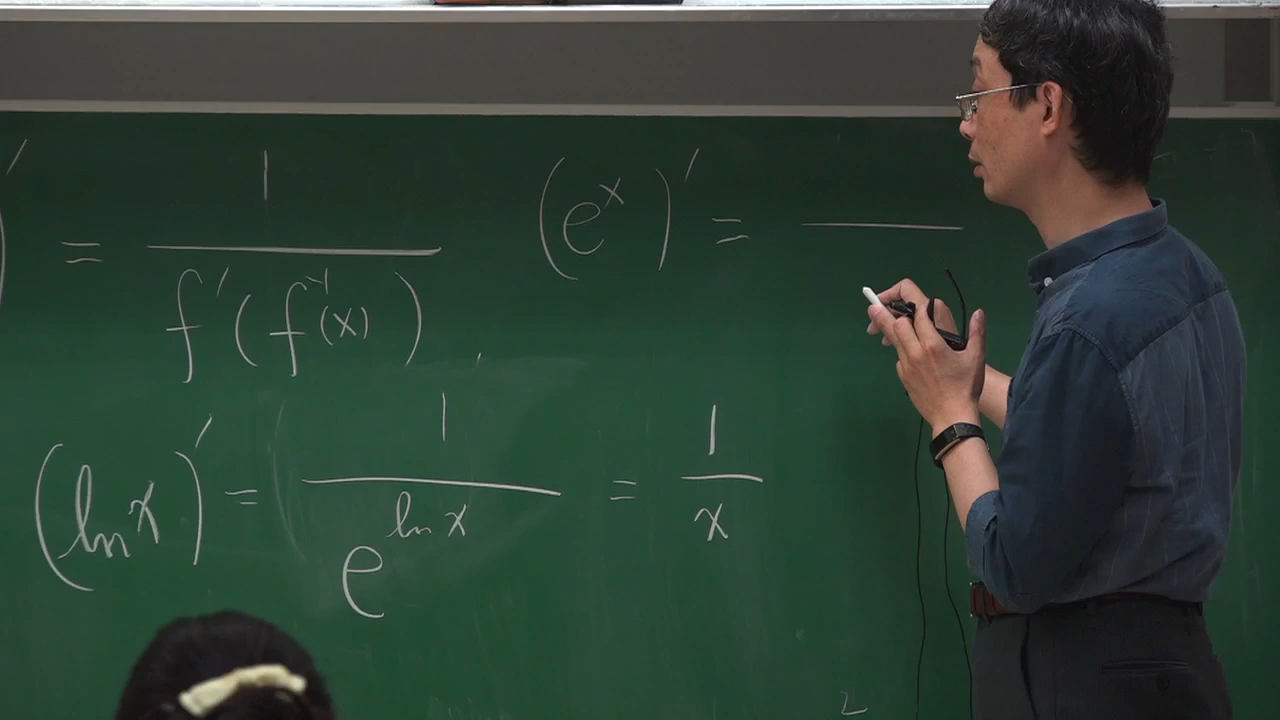 )' = 1 / f'(f⁻¹(x))
(eˣ)' = ———
(ln x)' = 1 / e^(ln x) = 1 / x